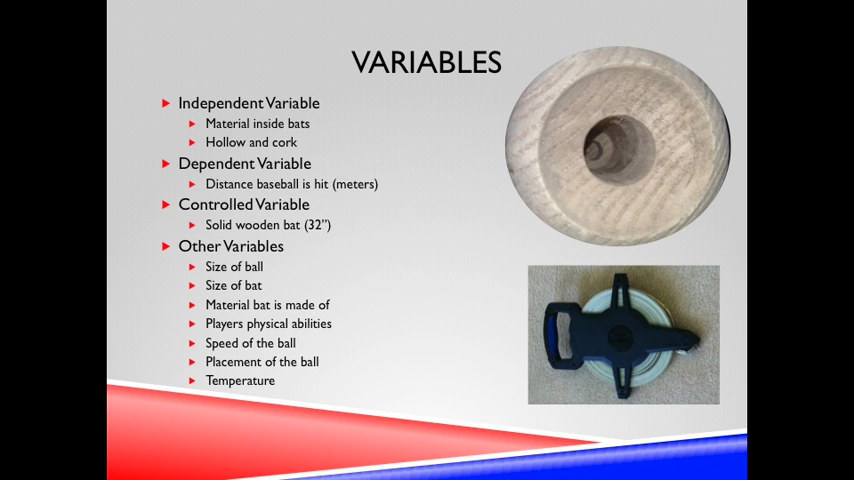 VARIABLES
Independent Variable
Material inside bats
Hollow and cork
Dependent Variable
Distance baseball is hit (meters)
Controlled Variable
Solid wooden bat (32”)
Other Variables
Size of ball
Size of bat
Material bat is made of
Players physical abilities
Speed of the ball
Placement of the ball
Temperature